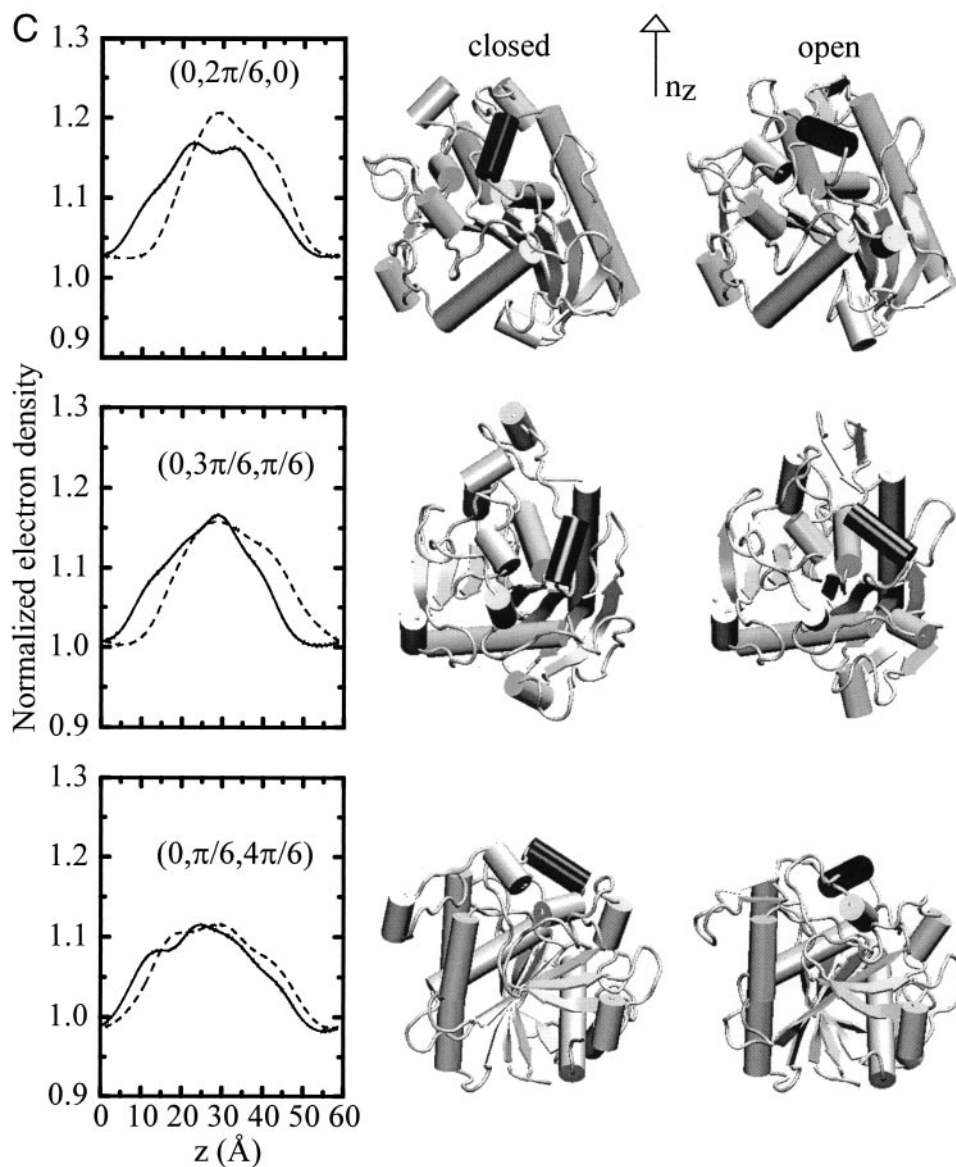 C
closed
nz
open
Normalized electron density
1.3
1.2
1.1
1.0
0.9
(0,2π/6,0)
1.3
1.2
1.1
1.0
0.9
(0,3π/6,π/6)
1.3
1.2
1.1
1.0
0.9
(0,π/6,4π/6)
0 10 20 30 40 50 60
z (Å)